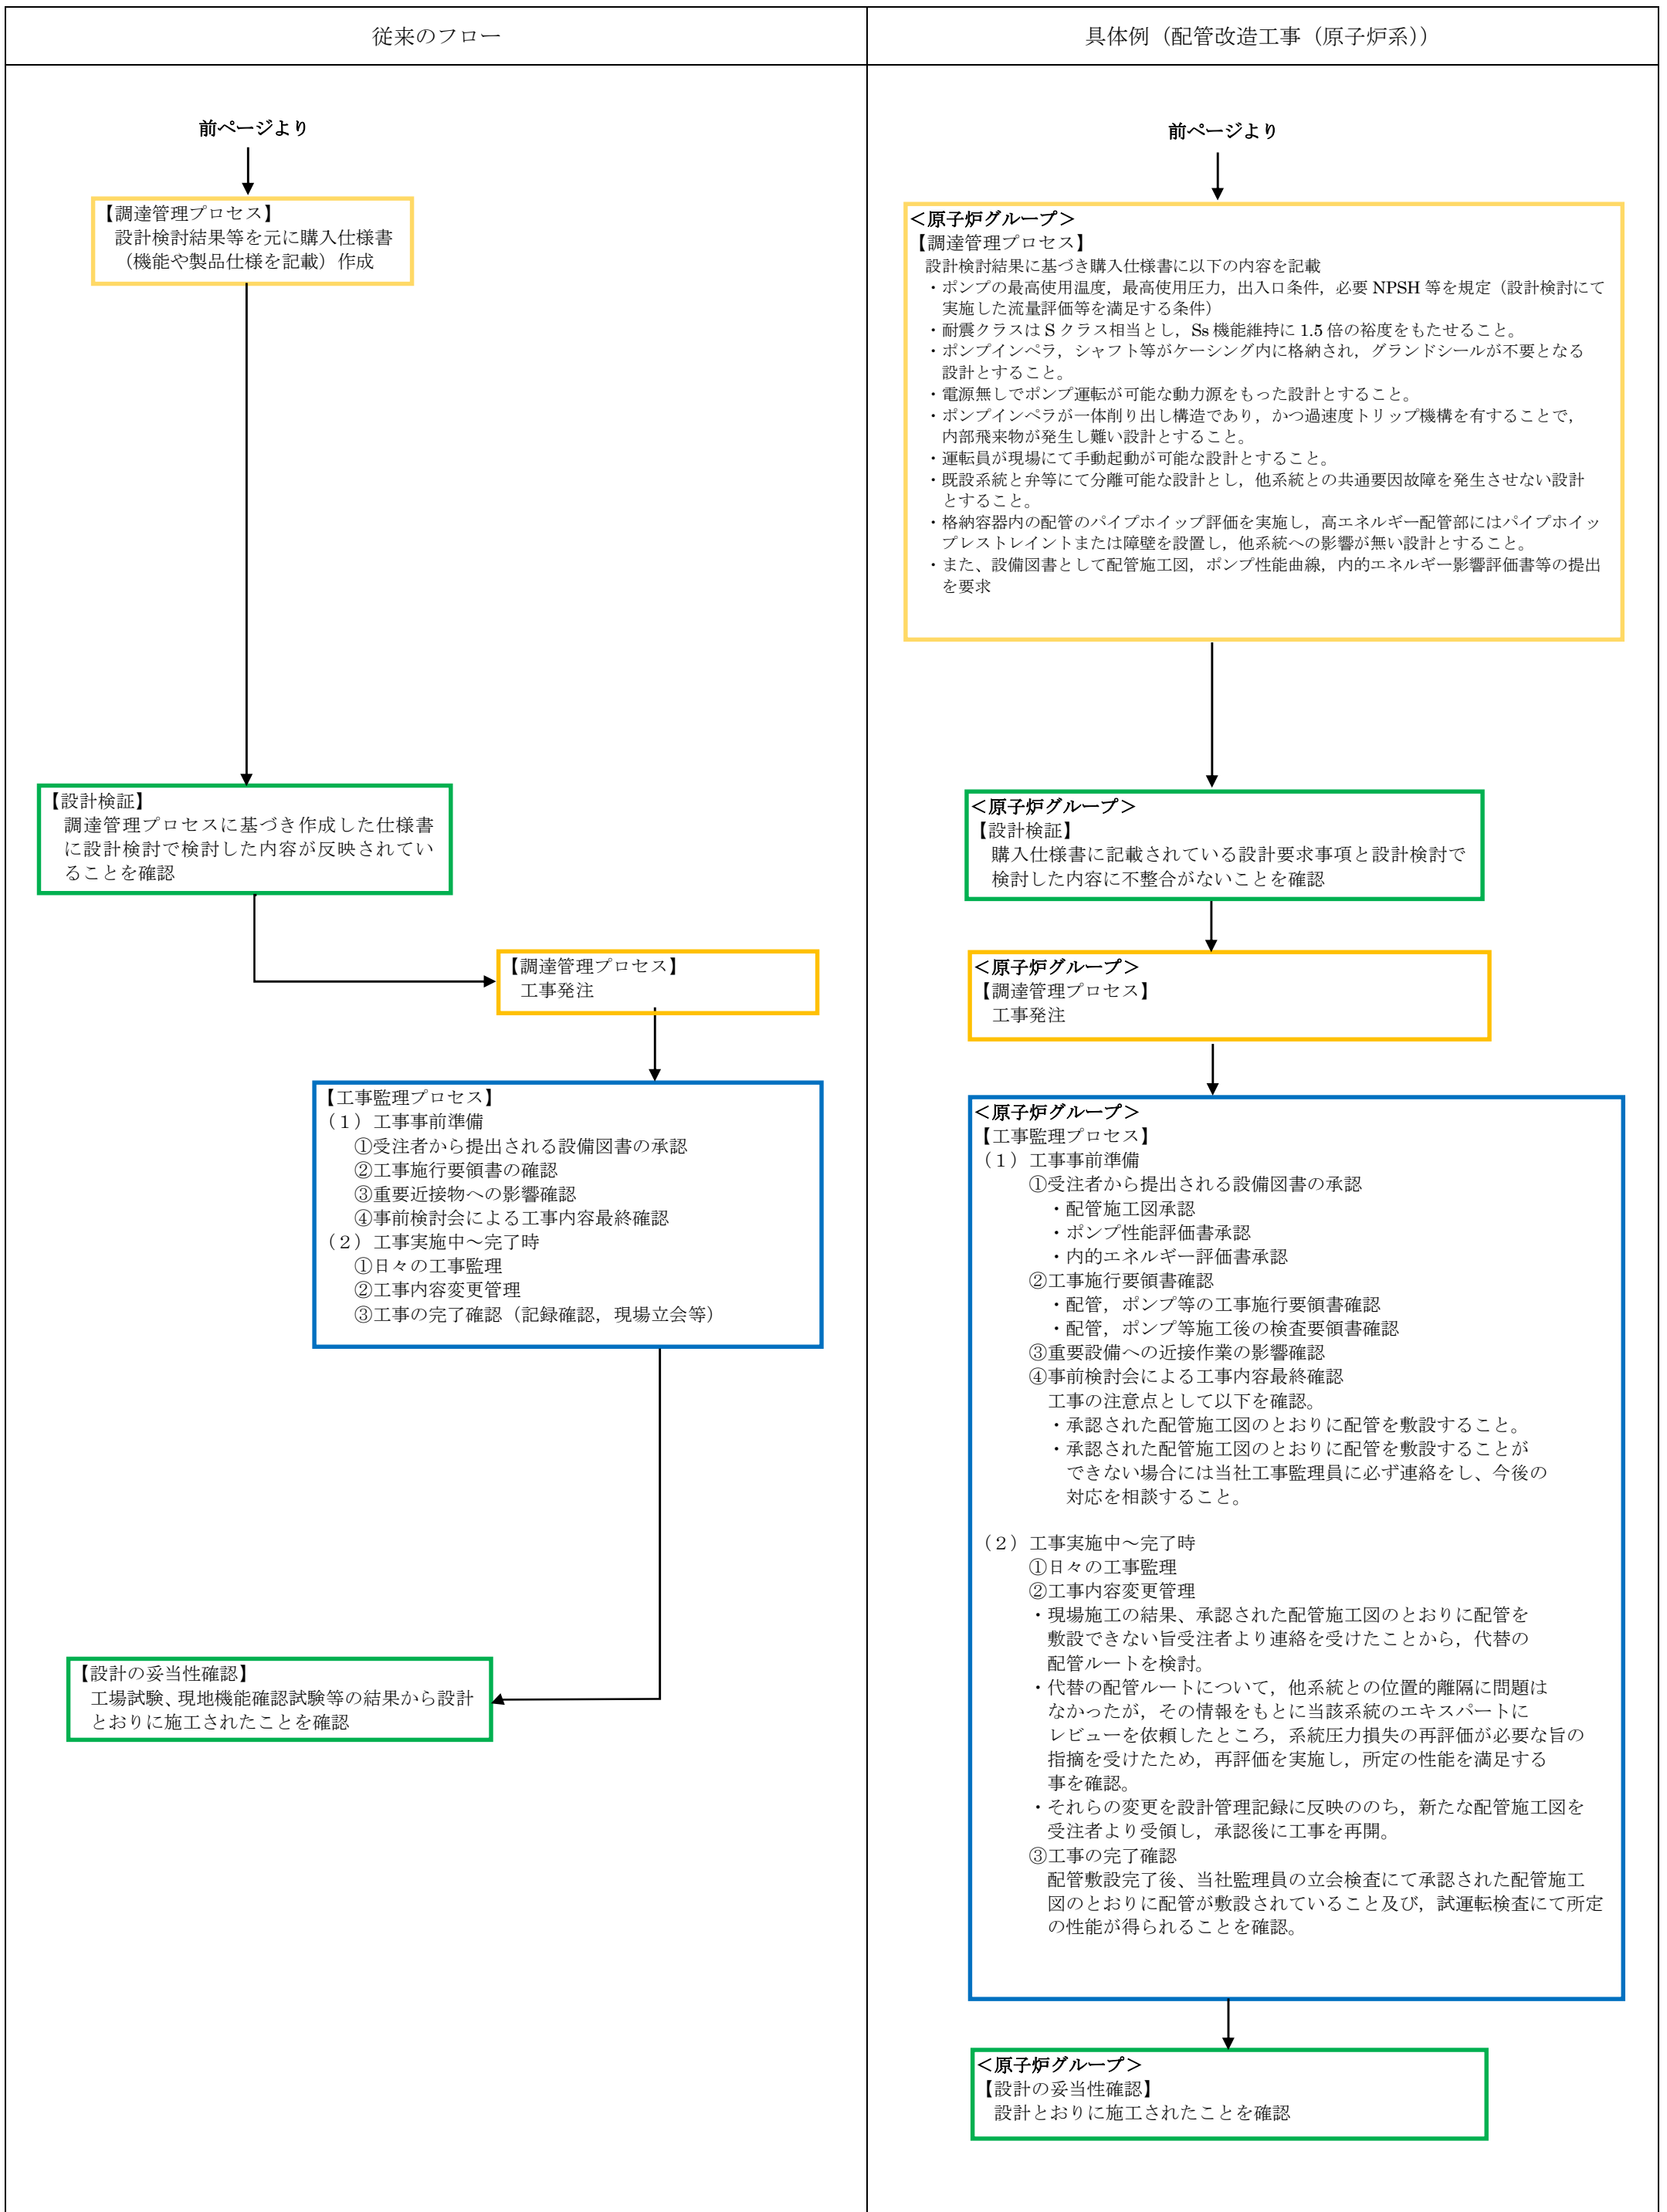 従来のフロー
前ページより
【調達管理プロセス】
設計検討結果等を元に購入仕様書
（機能や製品仕様を記載）作成
【設計検証】
調達管理プロセスに基づき作成した仕様書
に設計検討で検討した内容が反映されてい
ることを確認
【調達管理プロセス】
工事発注
【工事監理プロセス】
（１）工事事前準備
①受注者から提出される設備図書の承認
②工事施行要領書の確認
③重要近接物への影響確認
④事前検討会による工事内容最終確認
（２）工事実施中～完了時
①日々の工事監理
②工事内容変更管理
③工事の完了確認（記録確認，現場立会等）
【設計の妥当性確認】
工場試験、現地機能確認試験等の結果から設計
とおりに施工されたことを確認
具体例（配管改造工事（原子炉系））
前ページより
＜原子炉グループ＞
【調達管理プロセス】
設計検討結果に基づき購入仕様書に以下の内容を記載
・ポンプの最高使用温度，最高使用圧力，出入口条件，必要 NPSH 等を規定（設計検討にて
実施した流量評価等を満足する条件）
・耐震クラスは S クラス相当とし，Ss 機能維持に 1.5 倍の裕度をもたせること。
・ポンプインペラ，シャフト等がケーシング内に格納され，グランドシールが不要となる
設計とすること。
・電源無しでポンプ運転が可能な動力源をもった設計とすること。
・ポンプインペラが一体削り出し構造であり，かつ過速度トリップ機構を有することで，
内部飛来物が発生し難い設計とすること。
・運転員が現場にて手動起動が可能な設計とすること。
・既設系統と弁等にて分離可能な設計とし，他系統との共通要因故障を発生させない設計
とすること。
・格納容器内の配管のパイプホイップ評価を実施し，高エネルギー配管部にはパイプホイッ
プレストレイントまたは障壁を設置し，他系統への影響が無い設計とすること。
・また、設備図書として配管施工図，ポンプ性能曲線，内的エネルギー影響評価書等の提出
を要求
＜原子炉グループ＞
【設計検証】
購入仕様書に記載されている設計要求事項と設計検討で
検討した内容に不整合がないことを確認
＜原子炉グループ＞
【調達管理プロセス】
工事発注
＜原子炉グループ＞
【工事監理プロセス】
（１）工事事前準備
①受注者から提出される設備図書の承認
・配管施工図承認
・ポンプ性能評価書承認
・内的エネルギー評価書承認
②工事施行要領書確認
・配管，ポンプ等の工事施行要領書確認
・配管，ポンプ等施工後の検査要領書確認
③重要設備への近接作業の影響確認
④事前検討会による工事内容最終確認
工事の注意点として以下を確認。
・承認された配管施工図のとおりに配管を敷設すること。
・承認された配管施工図のとおりに配管を敷設することが
できない場合には当社工事監理員に必ず連絡をし、今後の
対応を相談すること。
（２）工事実施中～完了時
①日々の工事監理
②工事内容変更管理
・現場施工の結果、承認された配管施工図のとおりに配管を
敷設できない旨受注者より連絡を受けたことから，代替の
配管ルートを検討。
・代替の配管ルートについて，他系統との位置的離隔に問題は
なかったが，その情報をもとに当該系統のエキスパートに
レビューを依頼したところ，系統圧力損失の再評価が必要な旨の
指摘を受けたため，再評価を実施し，所定の性能を満足する
事を確認。
・それらの変更を設計管理記録に反映ののち，新たな配管施工図を
受注者より受領し，承認後に工事を再開。
③工事の完了確認
配管敷設完了後、当社監理員の立会検査にて承認された配管施工
図のとおりに配管が敷設されていること及び，試運転検査にて所定
の性能が得られることを確認。
＜原子炉グループ＞
【設計の妥当性確認】
設計とおりに施工されたことを確認